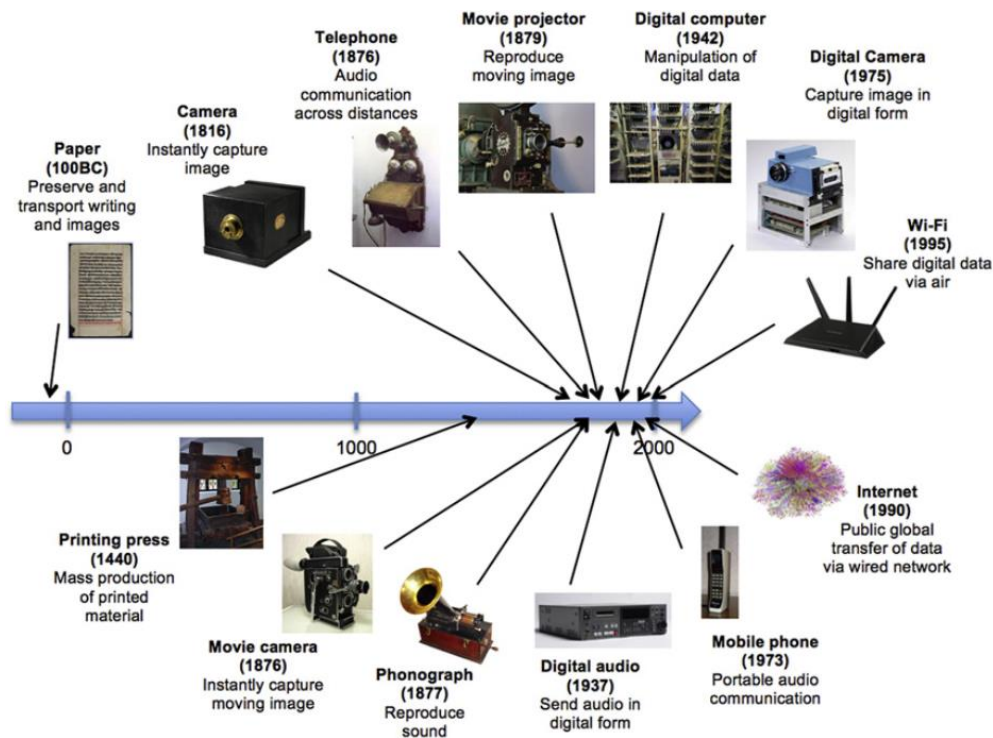 Paper
(100BC)
Preserve and
transport writing
and images
Camera
(1816)
Instantly capture
image
Telephone
(1876)
Audio
communication
across distances
Movie projector
(1879)
Reproduce
moving image
Digital computer
(1942)
Manipulation of
digital data
Digital Camera
(1975)
Capture image in
digital form
Wi-Fi
(1995)
Share digital data
via air
0
1000
2000
Printing press
(1440)
Mass production
of printed
material
Movie camera
(1876)
Instantly capture
moving image
Phonograph
(1877)
Reproduce
sound
Digital audio
(1937)
Send audio in
digital form
Mobile phone
(1973)
Portable audio
communication
Internet
(1990)
Public global
transfer of data
via wired network